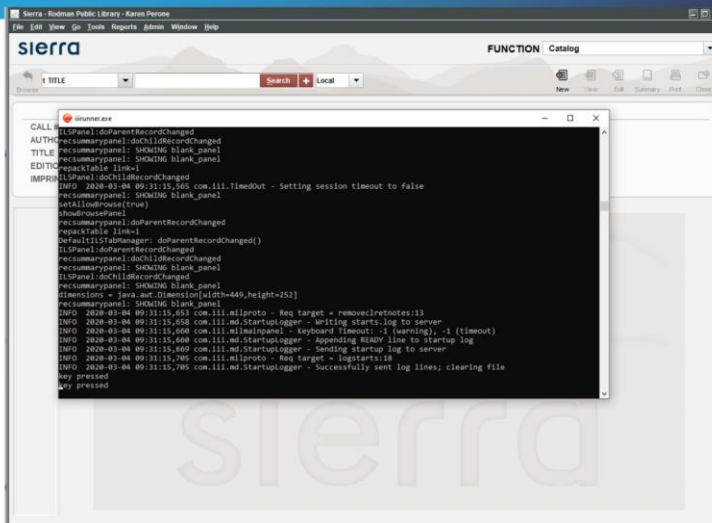 Sierra - Rodman Public Library - Karen Perone
File Edit View Go Tools Reports Admin Window Help
sierra
FUNCTION Catalog
Browse t TITLE Search + Local New View Edit Summary Print Close
iiirunner.exe
CALL #
AUTHO
TITLE
EDITIO
IMPRIN
ILSPanel:doParentRecordChanged
recsummarypanel:doChildRecordChanged
recsummarypanel: SHOWING blank_panel
recsummarypanel: SHOWING blank_panel
repackTable link=i
ILSPanel:doChildRecordChanged
INFO 2020-03-04 09:31:15,565 com.iii.TimedOut - Setting session timeout to false
recsummarypanel: SHOWING blank_panel
setAllowBrowse(true)
showBrowsePanel
recsummarypanel:doParentRecordChanged
repackTable link=i
DefaultILSTabManager: doParentRecordChanged()
ILSPanel:doParentRecordChanged
recsummarypanel:doChildRecordChanged
recsummarypanel: SHOWING blank_panel
ILSPanel:doChildRecordChanged
recsummarypanel: SHOWING blank_panel
dimensions = java.awt.Dimension[width=449,height=252]
recsummarypanel: SHOWING blank_panel
INFO 2020-03-04 09:31:15,653 com.iii.milproto - Req target = removeclretnotes:13
INFO 2020-03-04 09:31:15,658 com.iii.md.StartupLogger - Writing starts.log to server
INFO 2020-03-04 09:31:15,660 com.iii.milmainpanel - Keyboard Timeout: -1 (warning), -1 (timeout)
INFO 2020-03-04 09:31:15,660 com.iii.md.StartupLogger - Appending READY line to startup log
INFO 2020-03-04 09:31:15,669 com.iii.md.StartupLogger - Sending startup log to server
INFO 2020-03-04 09:31:15,705 com.iii.milproto - Req target = logstarts:18
INFO 2020-03-04 09:31:15,705 com.iii.md.StartupLogger - Successfully sent log lines; clearing file
key pressed
key pressed
sierra